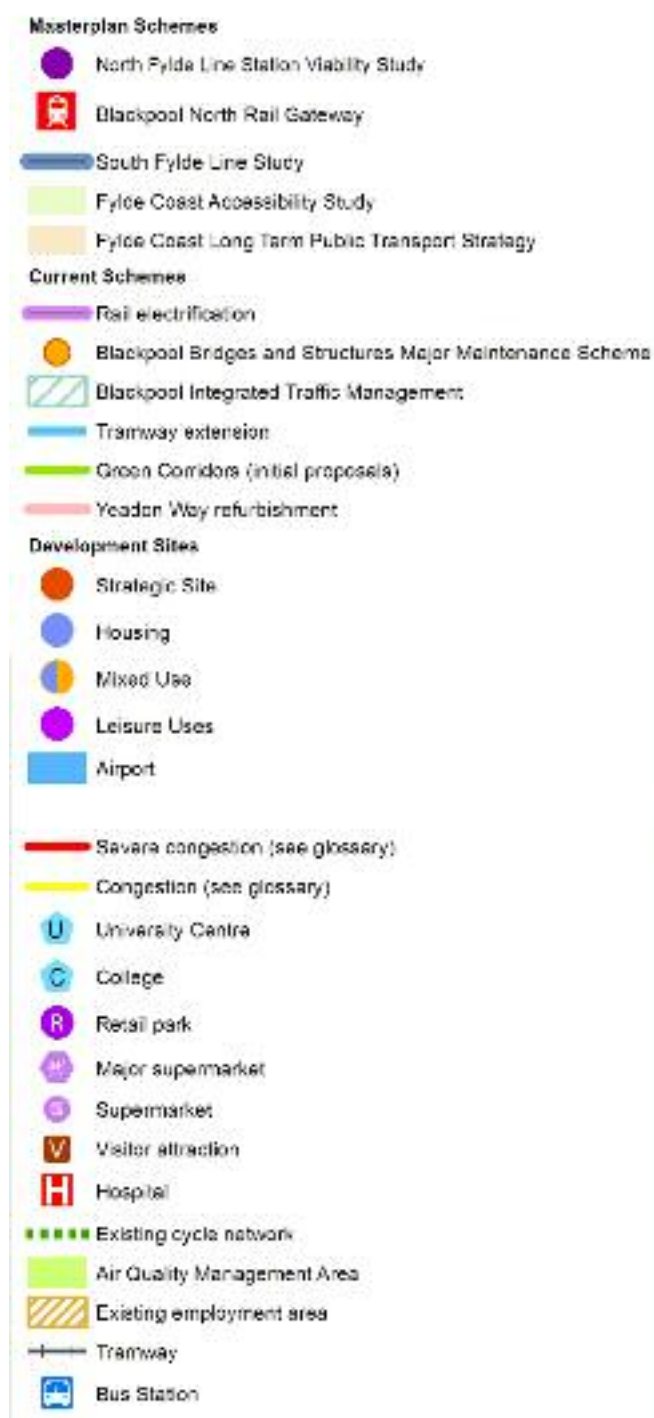 Masterplan Schemes
North Fylde Line Station Viability Study
Blackpool North Rail Gateway
South Fylde Line Study
Fylde Coast Accessibility Study
Fylde Coast Long Term Public Transport Strategy
Current Schemes
Rail electrification
Blackpool Bridges and Structures Major Maintenance Scheme
Blackpool Integrated Traffic Management
Tramway extension
Green Corridors (initial proposals)
Yeadon Way refurbishment
Development Sites
Strategic Site
Housing
Mixed Use
Leisure Uses
Airport
Severe congestion (see glossary)
Congestion (see glossary)
U University Centre
C College
R Retail park
Major supermarket
S Supermarket
V Visitor attraction
H Hospital
Existing cycle network
Air Quality Management Area
Existing employment area
Tramway
Bus Station